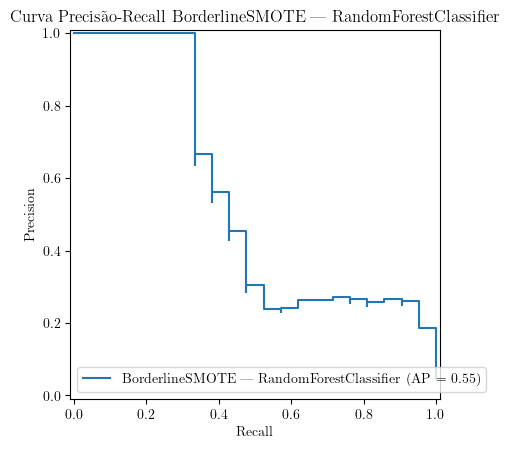 Curva Precisão-Recall BorderlineSMOTE — RandomForestClassifier
1.0
0.8
0.6
0.4
0.2
0.0
Precision
BorderlineSMOTE — RandomForestClassifier (AP = 0.55)
0.0 0.2 0.4 0.6 0.8 1.0
Recall